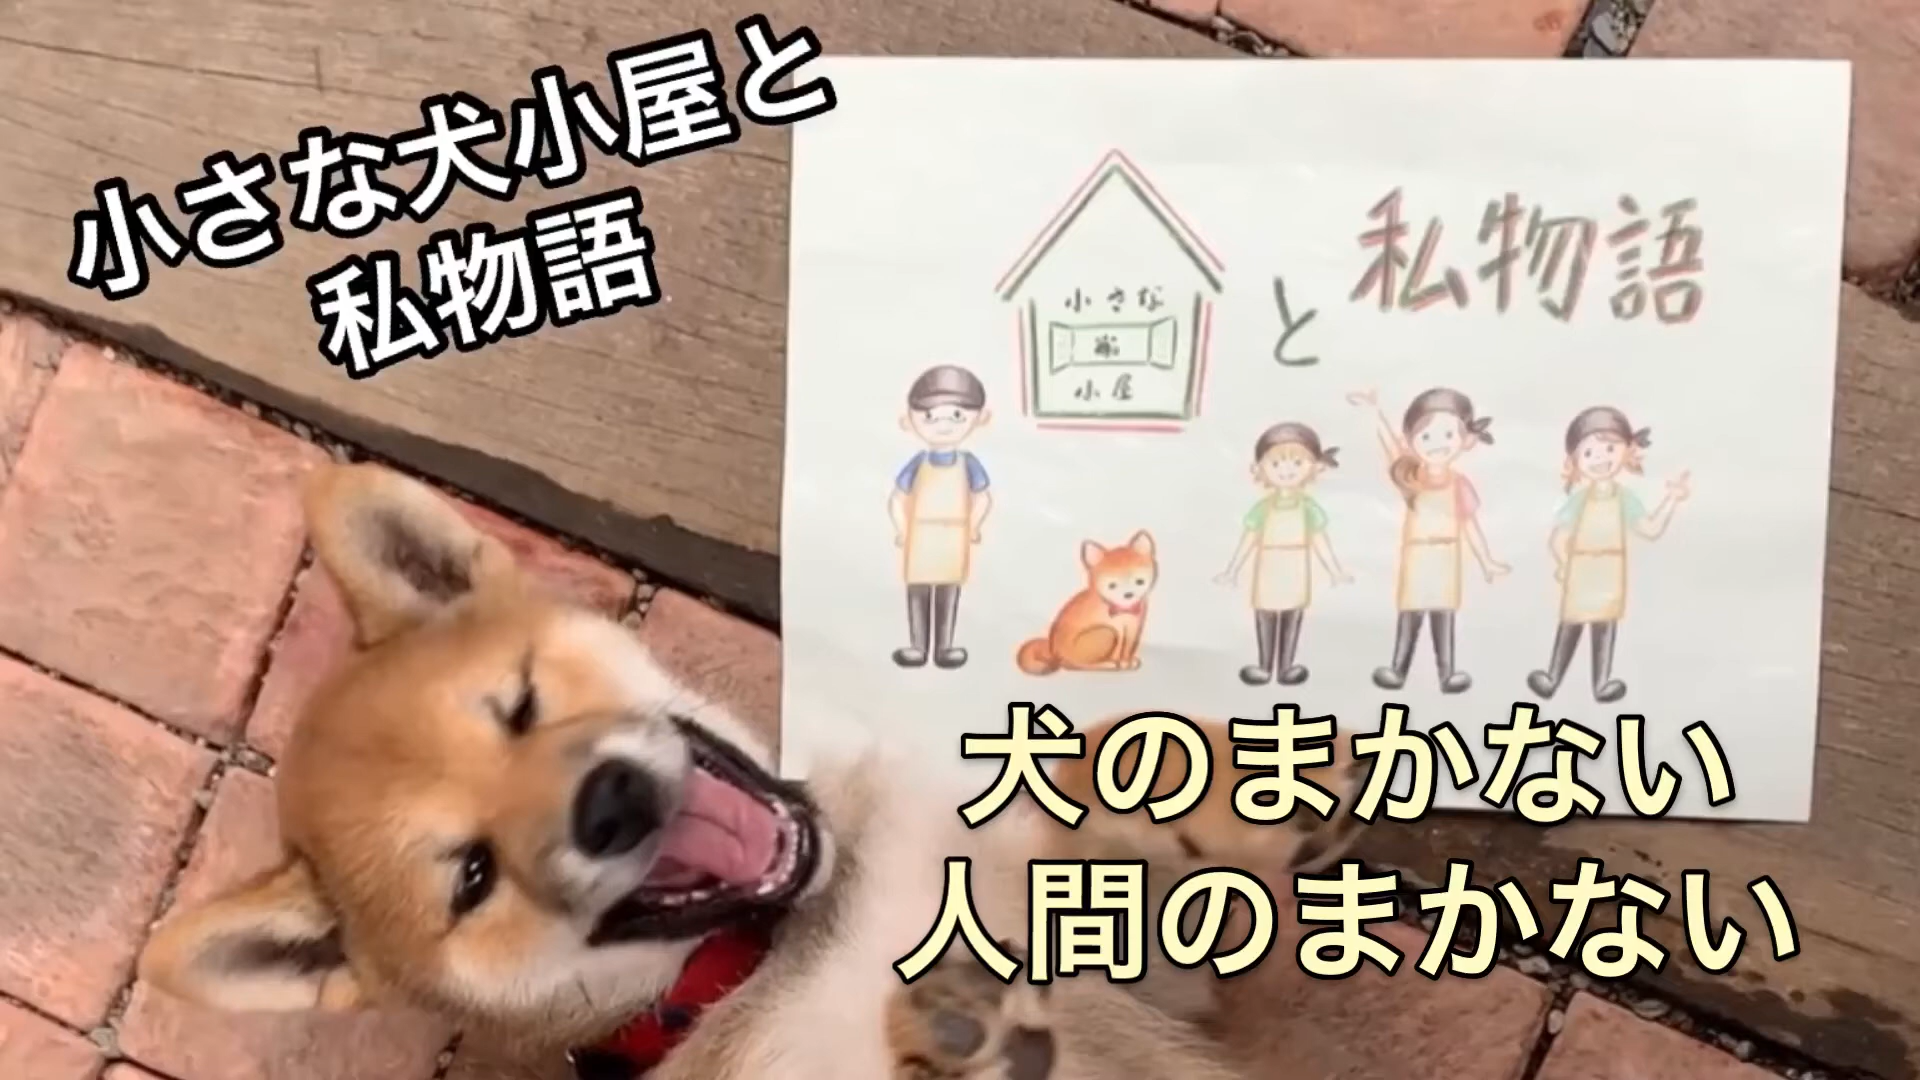 小さな犬小屋と
私物語
小さな
小屋
と
私物語
犬のまかない
人間のまかない